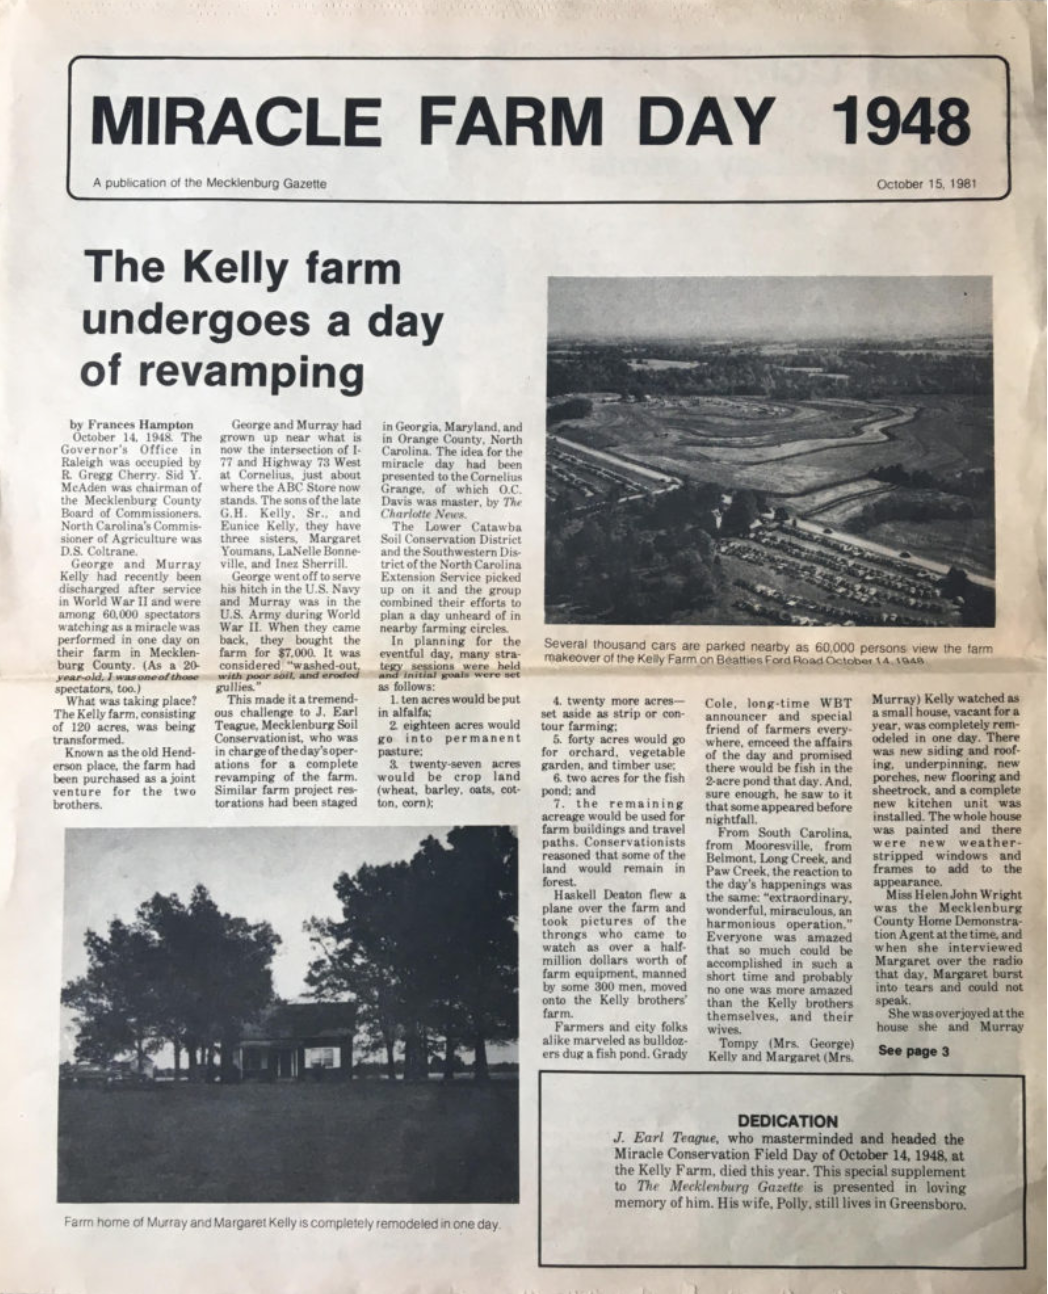 MIRACLE FARM DAY 1948
A publication of the Mecklenburg Gazette
October 15, 1981
The Kelly farm
undergoes a day
of revamping
by Frances Hampton
October 14, 1948. The
Governor's Office in
Raleigh was occupied by
R. Gregg Cherry. Sid Y.
McAden was chairman of
the Mecklenburg County
Board of Commissioners.
North Carolina's Commis-
sioner of Agriculture was
D.S. Coltrane.
George and Murray
Kelly had recently been
discharged after service
in World War II and were
among 60,000 spectators
watching as a miracle was
performed in one day on
their farm in Mecklen-
burg County. (As a 20-
year-old, I was one of those
spectators, too.)
What was taking place?
The Kelly farm, consisting
of 120 acres, was being
transformed.
Known as the old Hend-
erson place, the farm had
been purchased as a joint
venture for the two
brothers.
George and Murray had
grown up near what is
now the intersection of I-
77 and Highway 73 West
at Cornelius, just about
where the ABC Store now
stands. The sons of the late
G.H. Kelly, Sr., and
Eunice Kelly, they have
three sisters, Margaret
Youmans, LaNelle Bonne-
ville, and Inez Sherrill.
George went off to serve
his hitch in the U.S. Navy
and Murray was in the
U.S. Army during World
War II. When they came
back, they bought the
farm for $7,000. It was
considered "washed-out,
with poor soil, and eroded
gullies."
This made it a tremend-
ous challenge to J. Earl
Teague, Mecklenburg Soil
Conservationist, who was
in charge of the day's oper-
ations for a complete
revamping of the farm.
Similar farm project res-
torations had been staged
in Georgia, Maryland, and
in Orange County, North
Carolina. The idea for the
miracle day had been
presented to the Cornelius
Grange, of which O.C.
Davis was master, by The
Charlotte News.
The Lower Catawba
Soil Conservation District
and the Southwestern Dis-
trict of the North Carolina
Extension Service picked
up on it and the group
combined their efforts to
plan a day unheard of in
nearby farming circles.
In planning for the
eventful day, many stra-
tegy sessions were held
and initial goals were set
as follows:
1. ten acres would be put
in alfalfa;
2. eighteen acres would
go into permanent
pasture;
3. twenty-seven acres
would be crop land
(wheat, barley, oats, cot-
ton, corn);
Several thousand cars are parked nearby as 60,000 persons view the farm
makeover of the Kelly Farm on Beatties Ford Road October 14, 1948.
4. twenty more acres—
set aside as strip or con-
tour farming;
5. forty acres would go
for orchard, vegetable
garden, and timber use;
6. two acres for the fish
pond; and
7. the remaining
acreage would be used for
farm buildings and travel
paths. Conservationists
reasoned that some of the
land would remain in
forest.
Haskell Deaton flew a
plane over the farm and
took pictures of the
throngs who came to
watch as over a half-
million dollars worth of
farm equipment, manned
by some 300 men, moved
onto the Kelly brothers'
farm.
Farmers and city folks
alike marveled as bulldoz-
ers dug a fish pond. Grady
Cole, long-time WBT
announcer and special
friend of farmers every-
where, emceed the affairs
of the day and promised
there would be fish in the
2-acre pond that day. And,
sure enough, he saw to it
that some appeared before
nightfall.
From South Carolina,
from Mooresville, from
Belmont, Long Creek, and
Paw Creek, the reaction to
the day's happenings was
the same: "extraordinary,
wonderful, miraculous, an
harmonious operation."
Everyone was amazed
that so much could be
accomplished in such a
short time and probably
no one was more amazed
than the Kelly brothers
themselves, and their
wives.
Tompy (Mrs. George)
Kelly and Margaret (Mrs.
Murray) Kelly watched as
a small house, vacant for a
year, was completely rem-
odeled in one day. There
was new siding and roof-
ing, underpinning, new
porches, new flooring and
sheetrock, and a complete
new kitchen unit was
installed. The whole house
was painted and there
were new weather-
stripped windows and
frames to add to the
appearance.
Miss Helen John Wright
was the Mecklenburg
County Home Demonstra-
tion Agent at the time, and
when she interviewed
Margaret over the radio
that day, Margaret burst
into tears and could not
speak.
She was overjoyed at the
house she and Murray
See page 3
Farm home of Murray and Margaret Kelly is completely remodeled in one day.
DEDICATION
J. Earl Teague, who masterminded and headed the
Miracle Conservation Field Day of October 14, 1948, at
the Kelly Farm, died this year. This special supplement
to The Mecklenburg Gazette is presented in loving
memory of him. His wife, Polly, still lives in Greensboro.